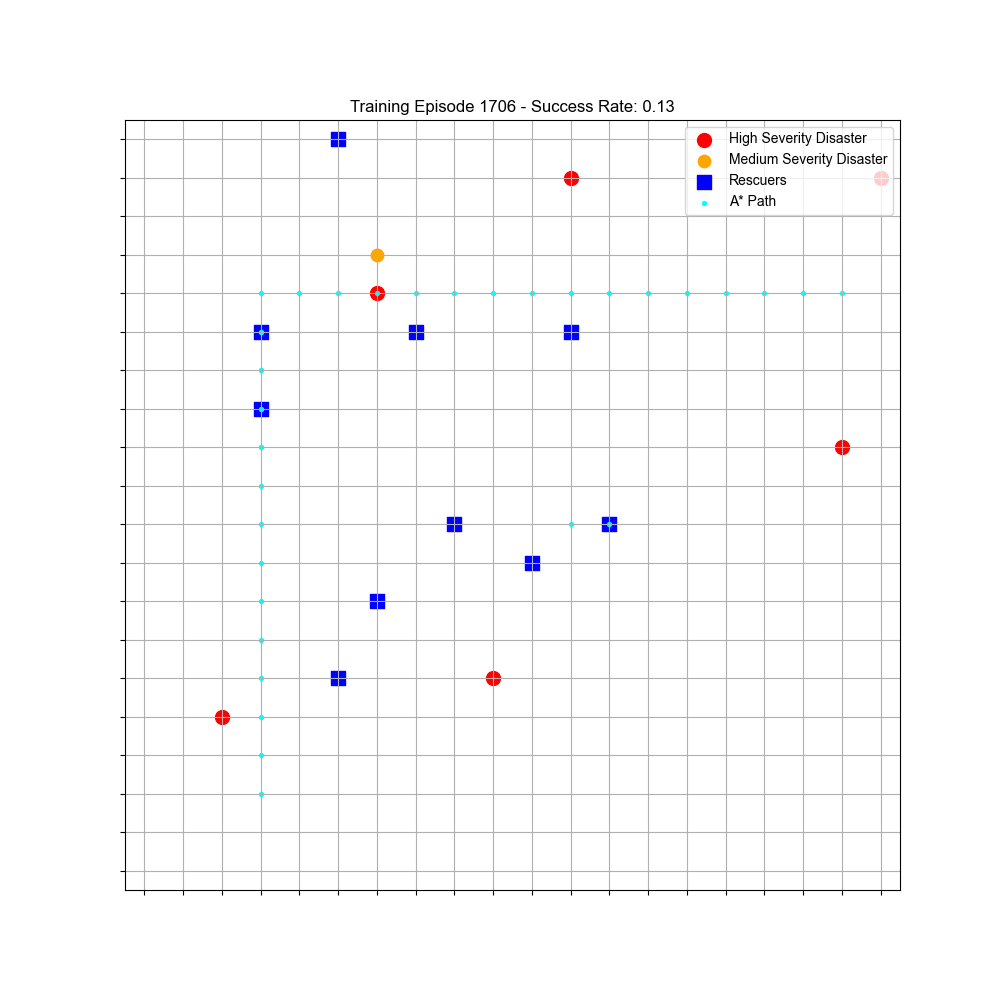 Training Episode 1706 - Success Rate: 0.13
High Severity Disaster
Medium Severity Disaster
Rescuers
A* Path